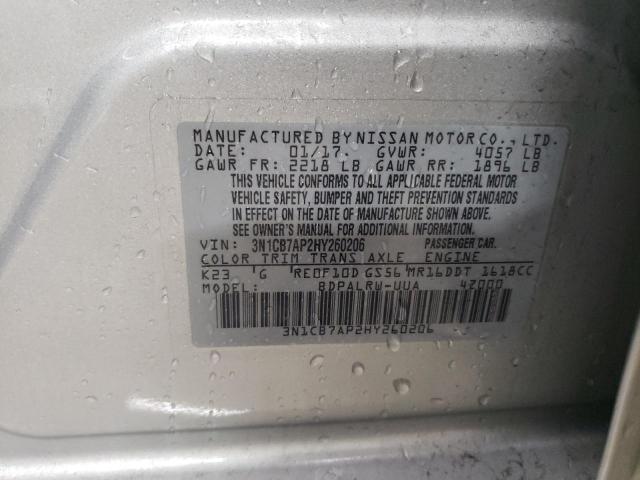 MANUFACTURED BY NISSAN MOTOR CO., LTD.
DATE: 01/17. GVWR: 4057 LB
GAWR FR: 2218 LB GAWR RR: 1896 LB
THIS VEHICLE CONFORMS TO ALL APPLICABLE FEDERAL MOTOR
VEHICLE SAFETY, BUMPER AND THEFT PREVENTION STANDARDS
IN EFFECT ON THE DATE OF MANUFACTURE SHOWN ABOVE.
SEE OWNER'S MANUAL FOR ADDITIONAL INFORMATION.
VIN: 3N1CB7AP2HY260206 PASSENGER CAR.
COLOR TRIM TRANS AXLE ENGINE
K23 G RE0F10D GS56 MR16DDT 1618CC
MODEL: BDPALRW-UUA 4Z000
3N1CB7AP2HY260206